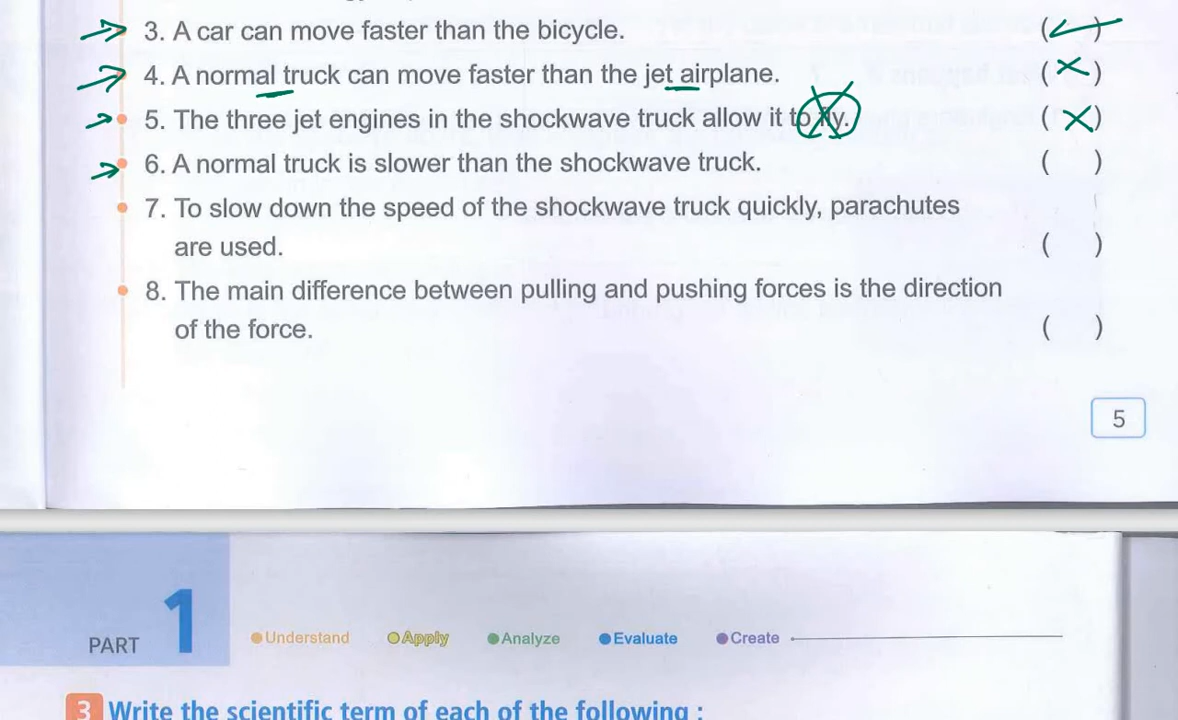 3. A car can move faster than the bicycle. (✓)
4. A normal truck can move faster than the jet airplane. (✗)
5. The three jet engines in the shockwave truck allow it to fly. (✗)
6. A normal truck is slower than the shockwave truck. ( )
7. To slow down the speed of the shockwave truck quickly, parachutes
are used. ( )
8. The main difference between pulling and pushing forces is the direction
of the force. ( )
5
PART 1 Understand Apply Analyze Evaluate Create
3 Write the scientific term of each of the following :